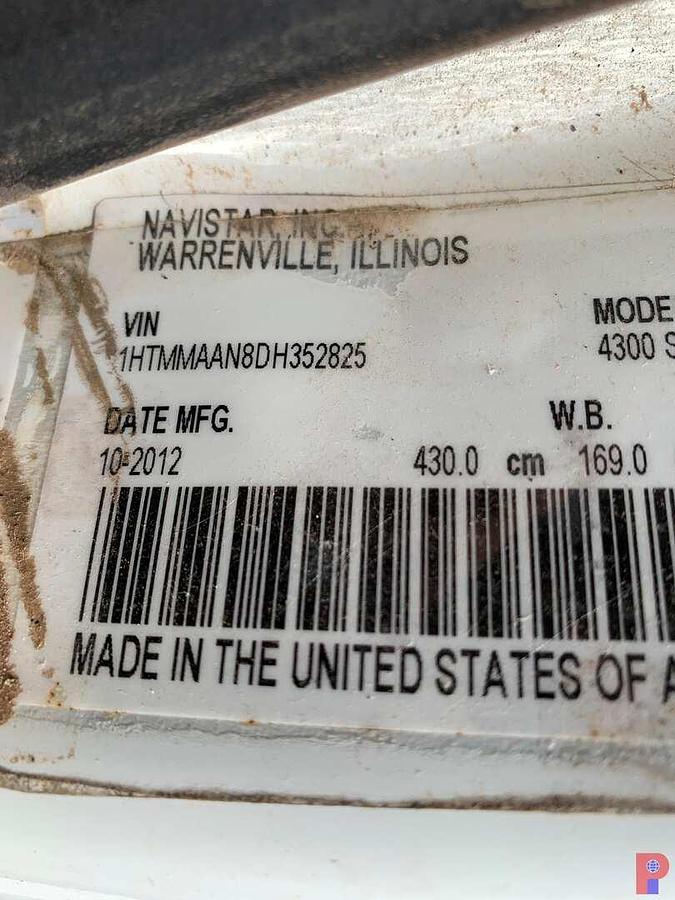 NAVISTAR, INC.
WARRENVILLE, ILLINOIS
VIN
1HTMMAAN8DH352825
MODE
4300 S
DATE MFG.
10-2012
W.B.
430.0 cm 169.0
MADE IN THE UNITED STATES OF A